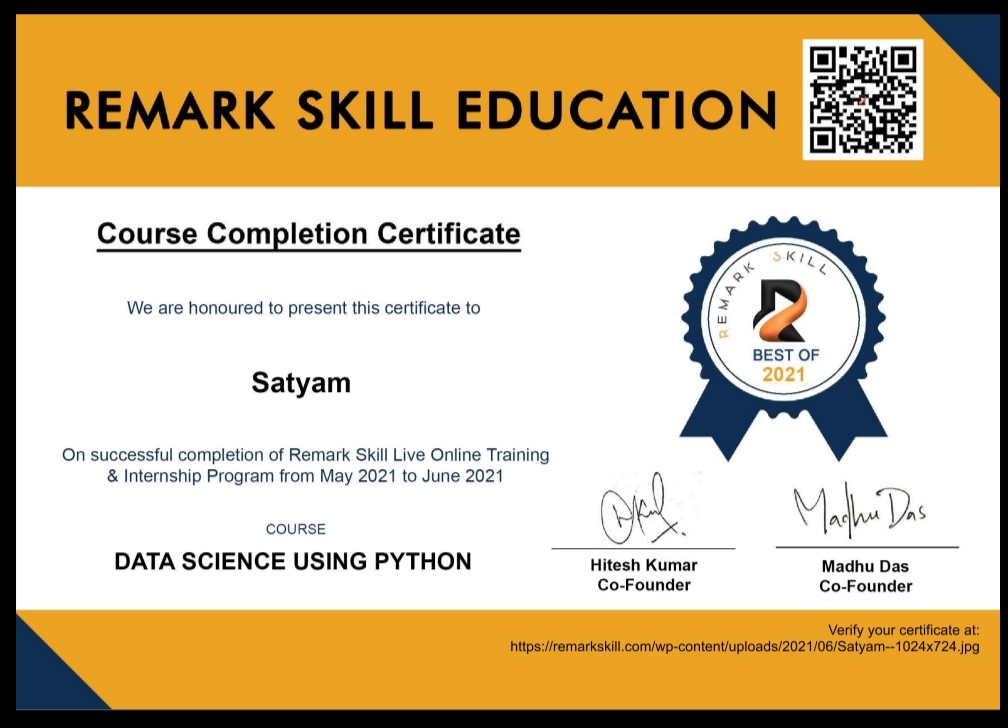 REMARK SKILL EDUCATION
Course Completion Certificate
We are honoured to present this certificate to
Satyam
On successful completion of Remark Skill Live Online Training
& Internship Program from May 2021 to June 2021
COURSE
DATA SCIENCE USING PYTHON
REMARK SKILL
BEST OF
2021
Madhu Das
Hitesh Kumar
Co-Founder
Madhu Das
Co-Founder
Verify your certificate at:
https://remarkskill.com/wp-content/uploads/2021/06/Satyam--1024x724.jpg